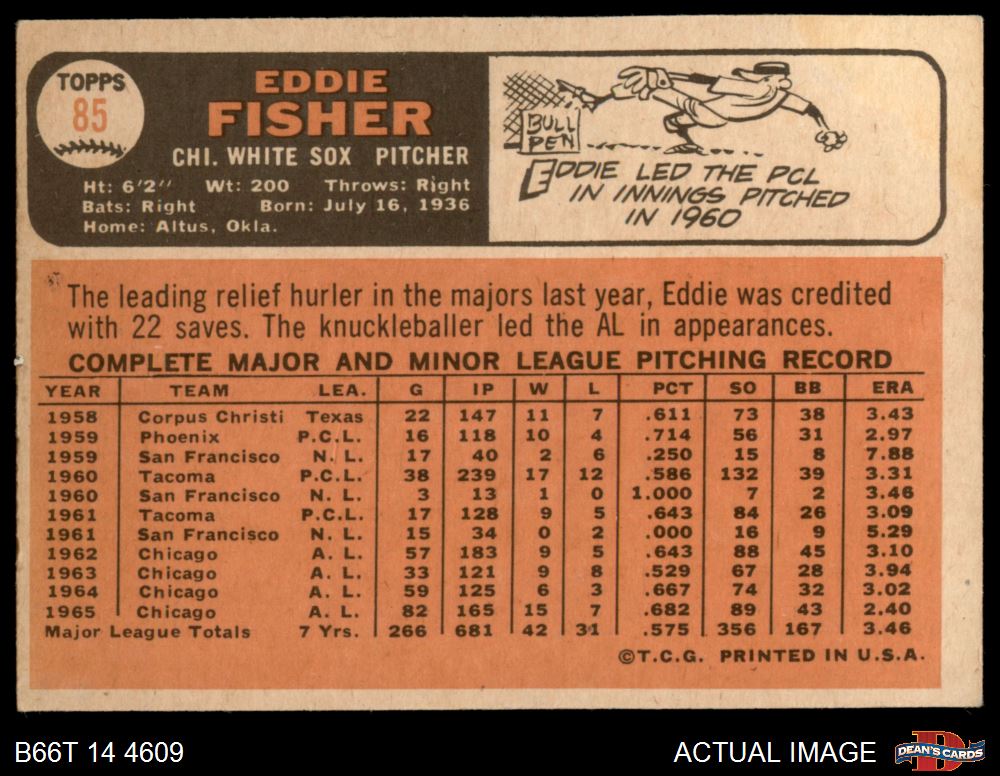 TOPPS
85
EDDIE
FISHER
CHI. WHITE SOX PITCHER
Ht: 6'2" Wt: 200 Throws: Right
Bats: Right Born: July 16, 1936
Home: Altus, Okla.
BULL
PEN
EDDIE LED THE PCL
IN INNINGS PITCHED
IN 1960
The leading relief hurler in the majors last year, Eddie was credited
with 22 saves. The knuckleballer led the AL in appearances.
COMPLETE MAJOR AND MINOR LEAGUE PITCHING RECORD
YEAR TEAM LEA. G IP W L PCT SO BB ERA
1958 Corpus Christi Texas 22 147 11 7 .611 73 38 3.43
1959 Phoenix P.C.L. 16 118 10 4 .714 56 31 2.97
1959 San Francisco N. L. 17 40 2 6 .250 15 8 7.88
1960 Tacoma P.C.L. 38 239 17 12 .586 132 39 3.31
1960 San Francisco N. L. 3 13 1 0 1.000 7 2 3.46
1961 Tacoma P.C.L. 17 128 9 5 .643 84 26 3.09
1961 San Francisco N. L. 15 34 0 2 .000 16 9 5.29
1962 Chicago A. L. 57 183 9 5 .643 88 45 3.10
1963 Chicago A. L. 33 121 9 8 .529 67 28 3.94
1964 Chicago A. L. 59 125 6 3 .667 74 32 3.02
1965 Chicago A. L. 82 165 15 7 .682 89 43 2.40
Major League Totals 7 Yrs. 266 681 42 31 .575 356 167 3.46
©T.C.G. PRINTED IN U.S.A.
B66T 14 4609
ACTUAL IMAGE
D
DEAN'S CARDS